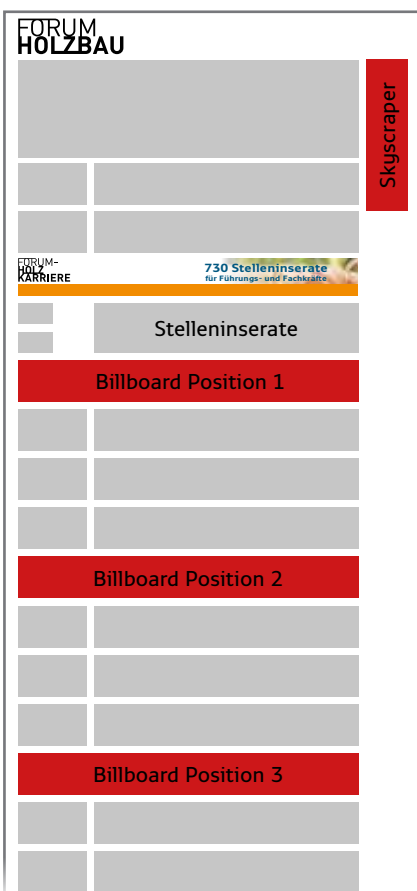 FORUM
HOLZBAU
Skyscraper
FORUM-
HOLZ
KARRIERE
730 Stelleninserate
für Führungs- und Fachkräfte
Stelleninserate
Billboard Position 1
Billboard Position 2
Billboard Position 3